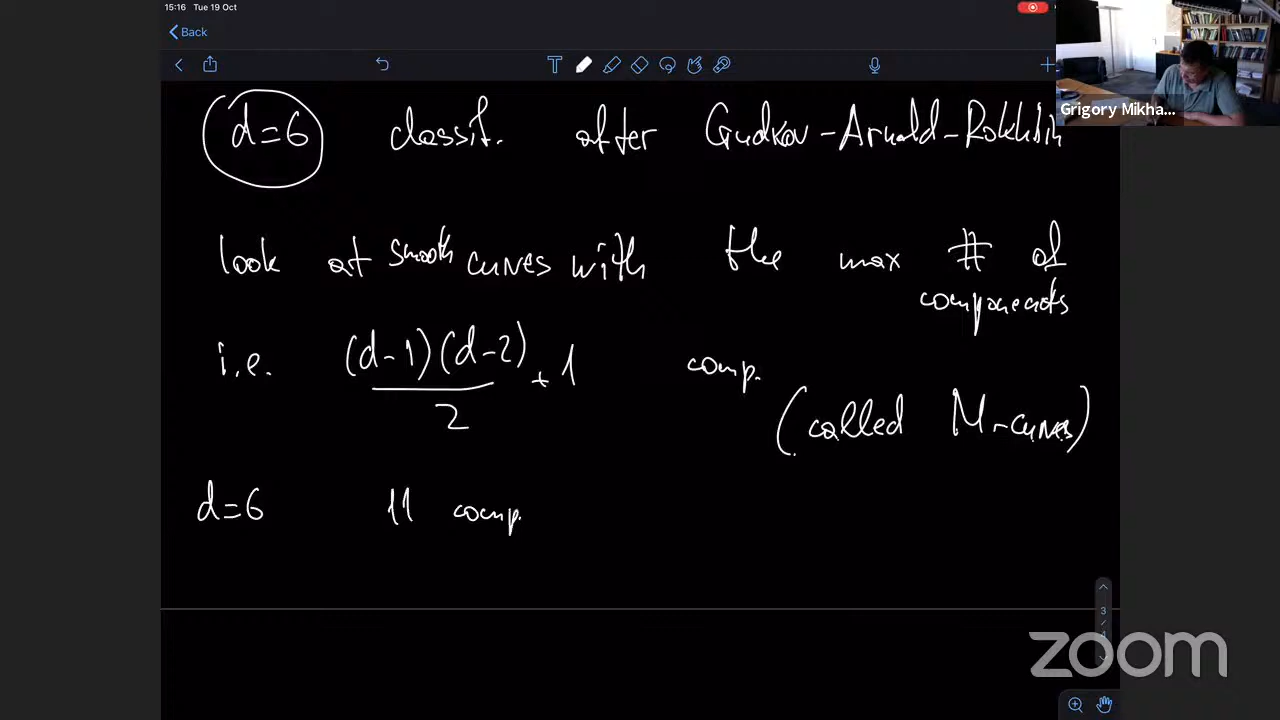 15:16 Tue 19 Oct
Back
Grigory Mikha...
d=6 classif. after Gudkov-Arnold-Rokhlin
look at smooth curves with the max # of
components
i.e. (d-1)(d-2)/2 + 1 comp.
(called M-curves)
d=6 11 comp.
3
zoom